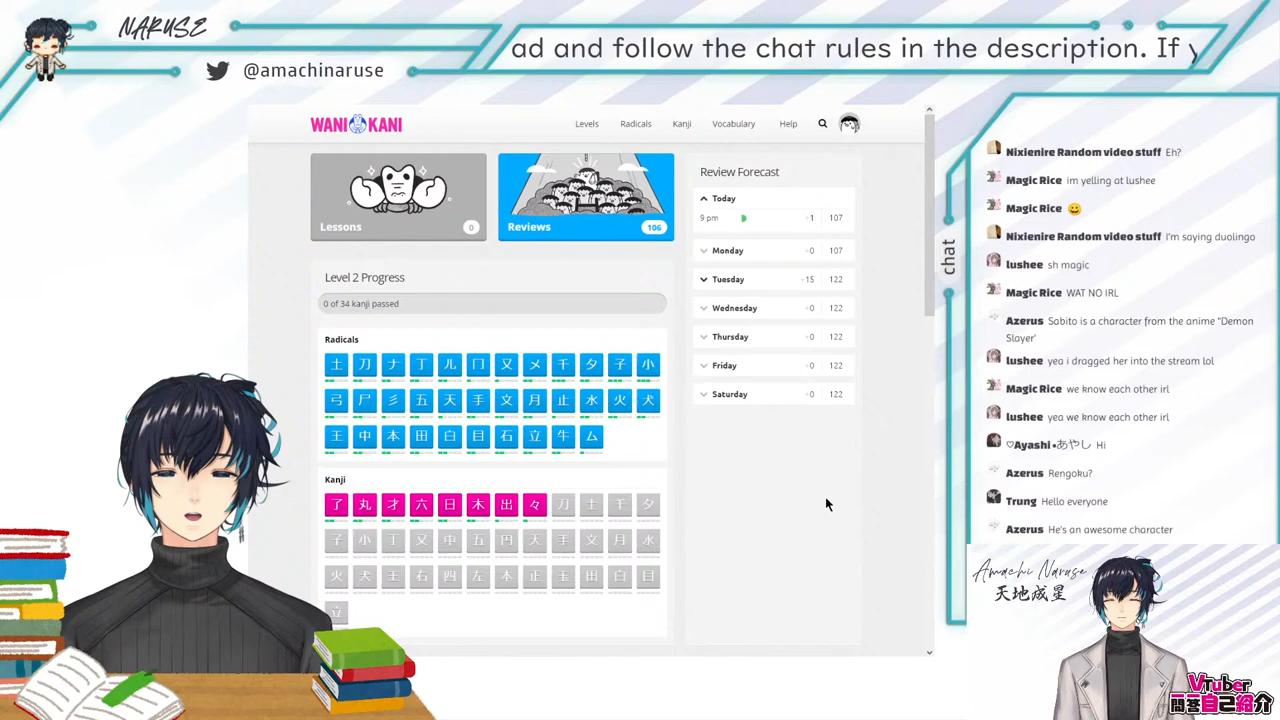 NARUSE
@amachinaruse
ad and follow the chat rules in the description. If y
WANI KANI
Levels Radicals Kanji Vocabulary Help
Lessons 0
Reviews 106
Review Forecast
Today
9 pm +1 107
Monday +0 107
Tuesday +15 122
Wednesday +0 122
Thursday +0 122
Friday +0 122
Saturday +0 122
Level 2 Progress
0 of 34 kanji passed
Radicals
土 刀 ナ 丁 ル 冂 又 メ 千 夕 子 小
弓 尸 彡 五 天 手 文 月 止 水 火 犬
王 中 本 田 白 目 石 立 牛 ム
Kanji
了 丸 才 六 日 木 出 々 刀 土 千 夕
子 小 丁 又 中 五 円 天 手 文 月 水
火 犬 王 右 四 左 本 正 玉 田 白 目
立
chat
Nixienire Random video stuff Eh?
Magic Rice im yelling at lushee
Magic Rice 😀
Nixienire Random video stuff I'm saying duolingo
lushee sh magic
Magic Rice WAT NO IRL
Azerus Sabito is a character from the anime "Demon
Slayer'
lushee yea i dragged her into the stream lol
Magic Rice we know each other irl
lushee yea we know each other irl
♡Ayashi•あやし Hi
Azerus Rengoku?
Trung Hello everyone
Azerus He's an awesome character
Amachi Naruse
天地成星
VTuber
一問一答自己紹介